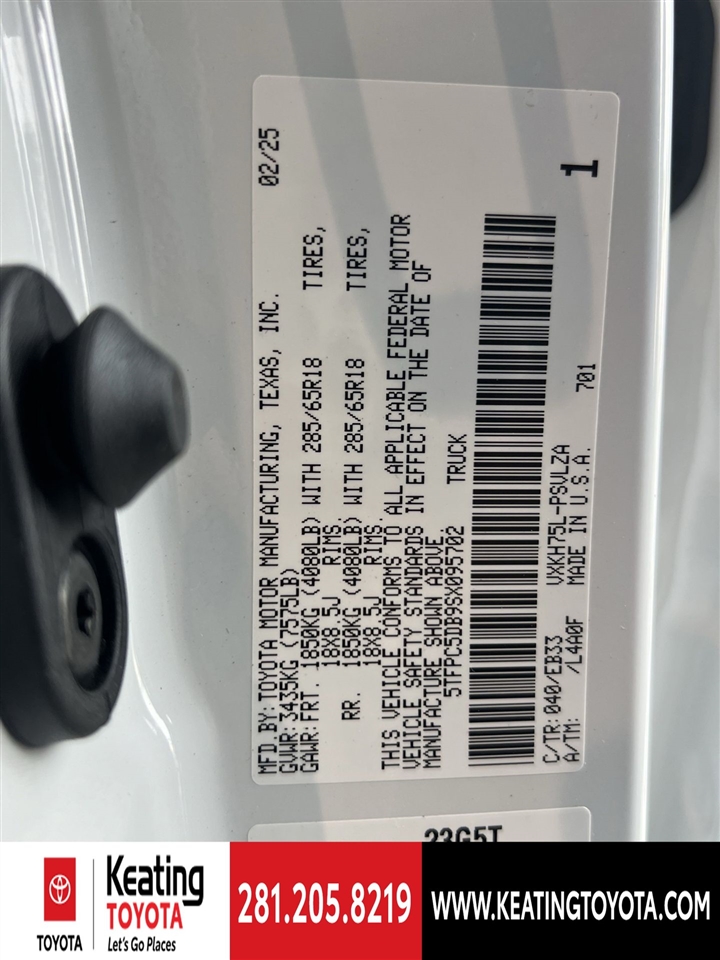 MFD.BY:TOYOTA MOTOR MANUFACTURING, TEXAS, INC. 02/25
GVWR:3435KG (7575LB)
GAWR:FRT. 1850KG (4080LB) WITH 285/65R18 TIRES,
18X8.5J RIMS.
RR. 1850KG (4080LB) WITH 285/65R18 TIRES,
18X8.5J RIMS.
THIS VEHICLE CONFORMS TO ALL APPLICABLE FEDERAL MOTOR
VEHICLE SAFETY STANDARDS IN EFFECT ON THE DATE OF
MANUFACTURE SHOWN ABOVE.
5TFPC5DB9SX095702 TRUCK
C/TR:040/EB33 VXKH75L-PSVLZA 701
A/TM: /L4A0F MADE IN U.S.A.
1
23G5T
TOYOTA
Keating
TOYOTA
Let's Go Places
281.205.8219
WWW.KEATINGTOYOTA.COM